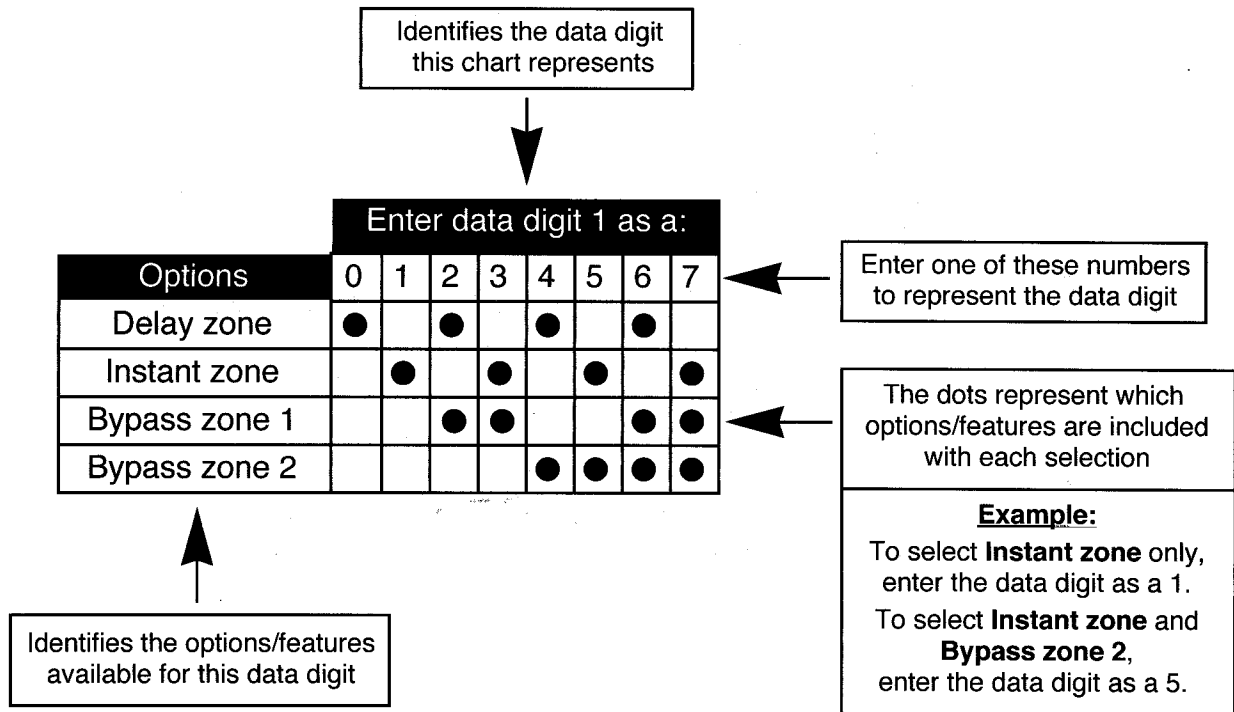 Identifies the data digit
this chart represents
Enter data digit 1 as a:
Options 0 1 2 3 4 5 6 7
Delay zone
Instant zone
Bypass zone 1
Bypass zone 2
Enter one of these numbers
to represent the data digit
The dots represent which
options/features are included
with each selection
Example:
To select Instant zone only,
enter the data digit as a 1.
To select Instant zone and
Bypass zone 2,
enter the data digit as a 5.
Identifies the options/features
available for this data digit